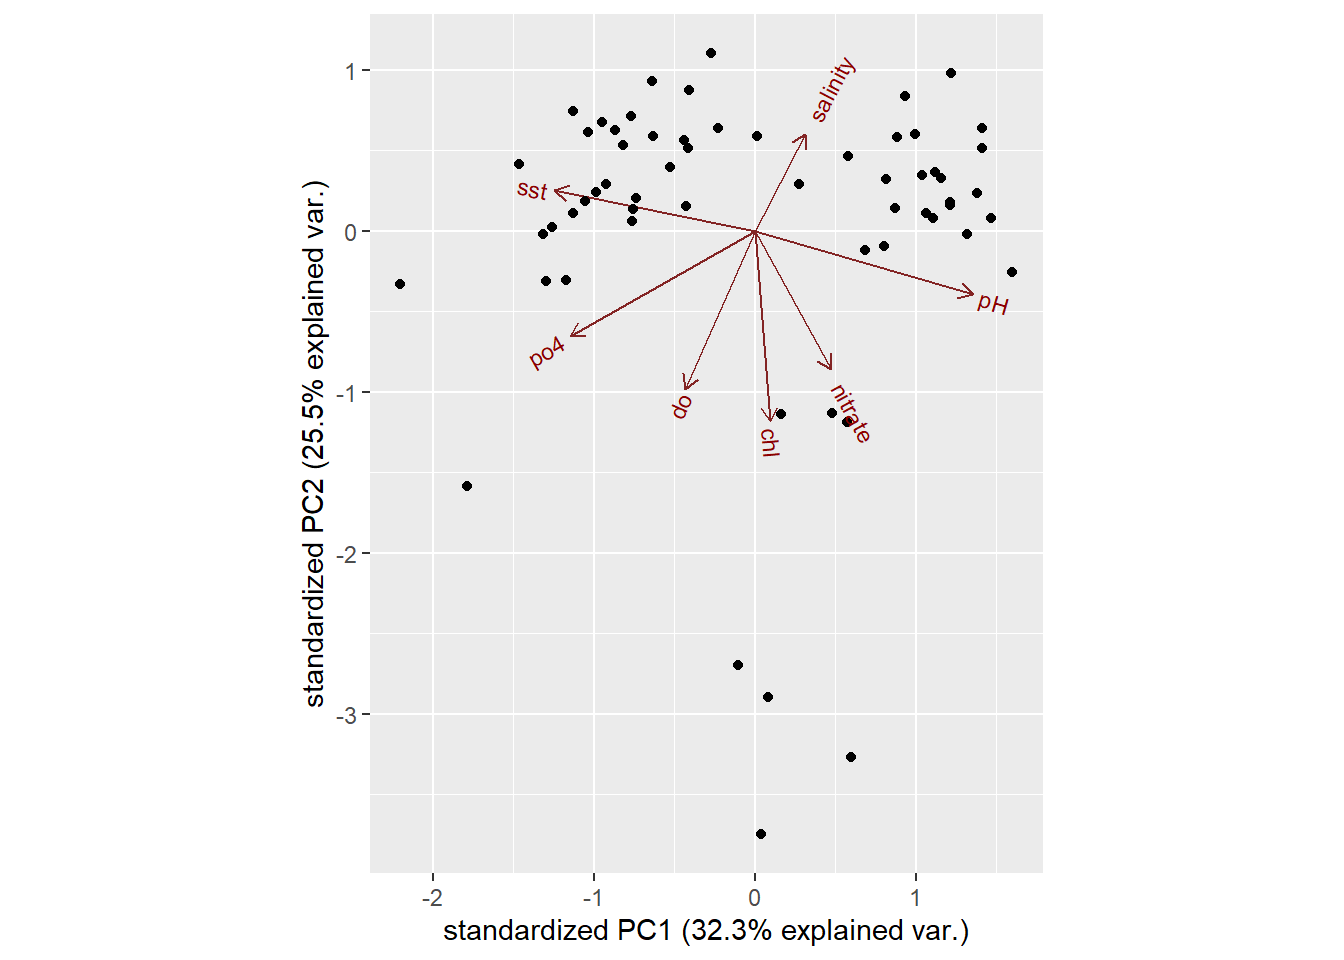 standardized PC2 (25.5% explained var.)
1
0
-1
-2
-3
salinity
sst
pH
po4
do
chl
nitrate
-2
-1
0
1
standardized PC1 (32.3% explained var.)